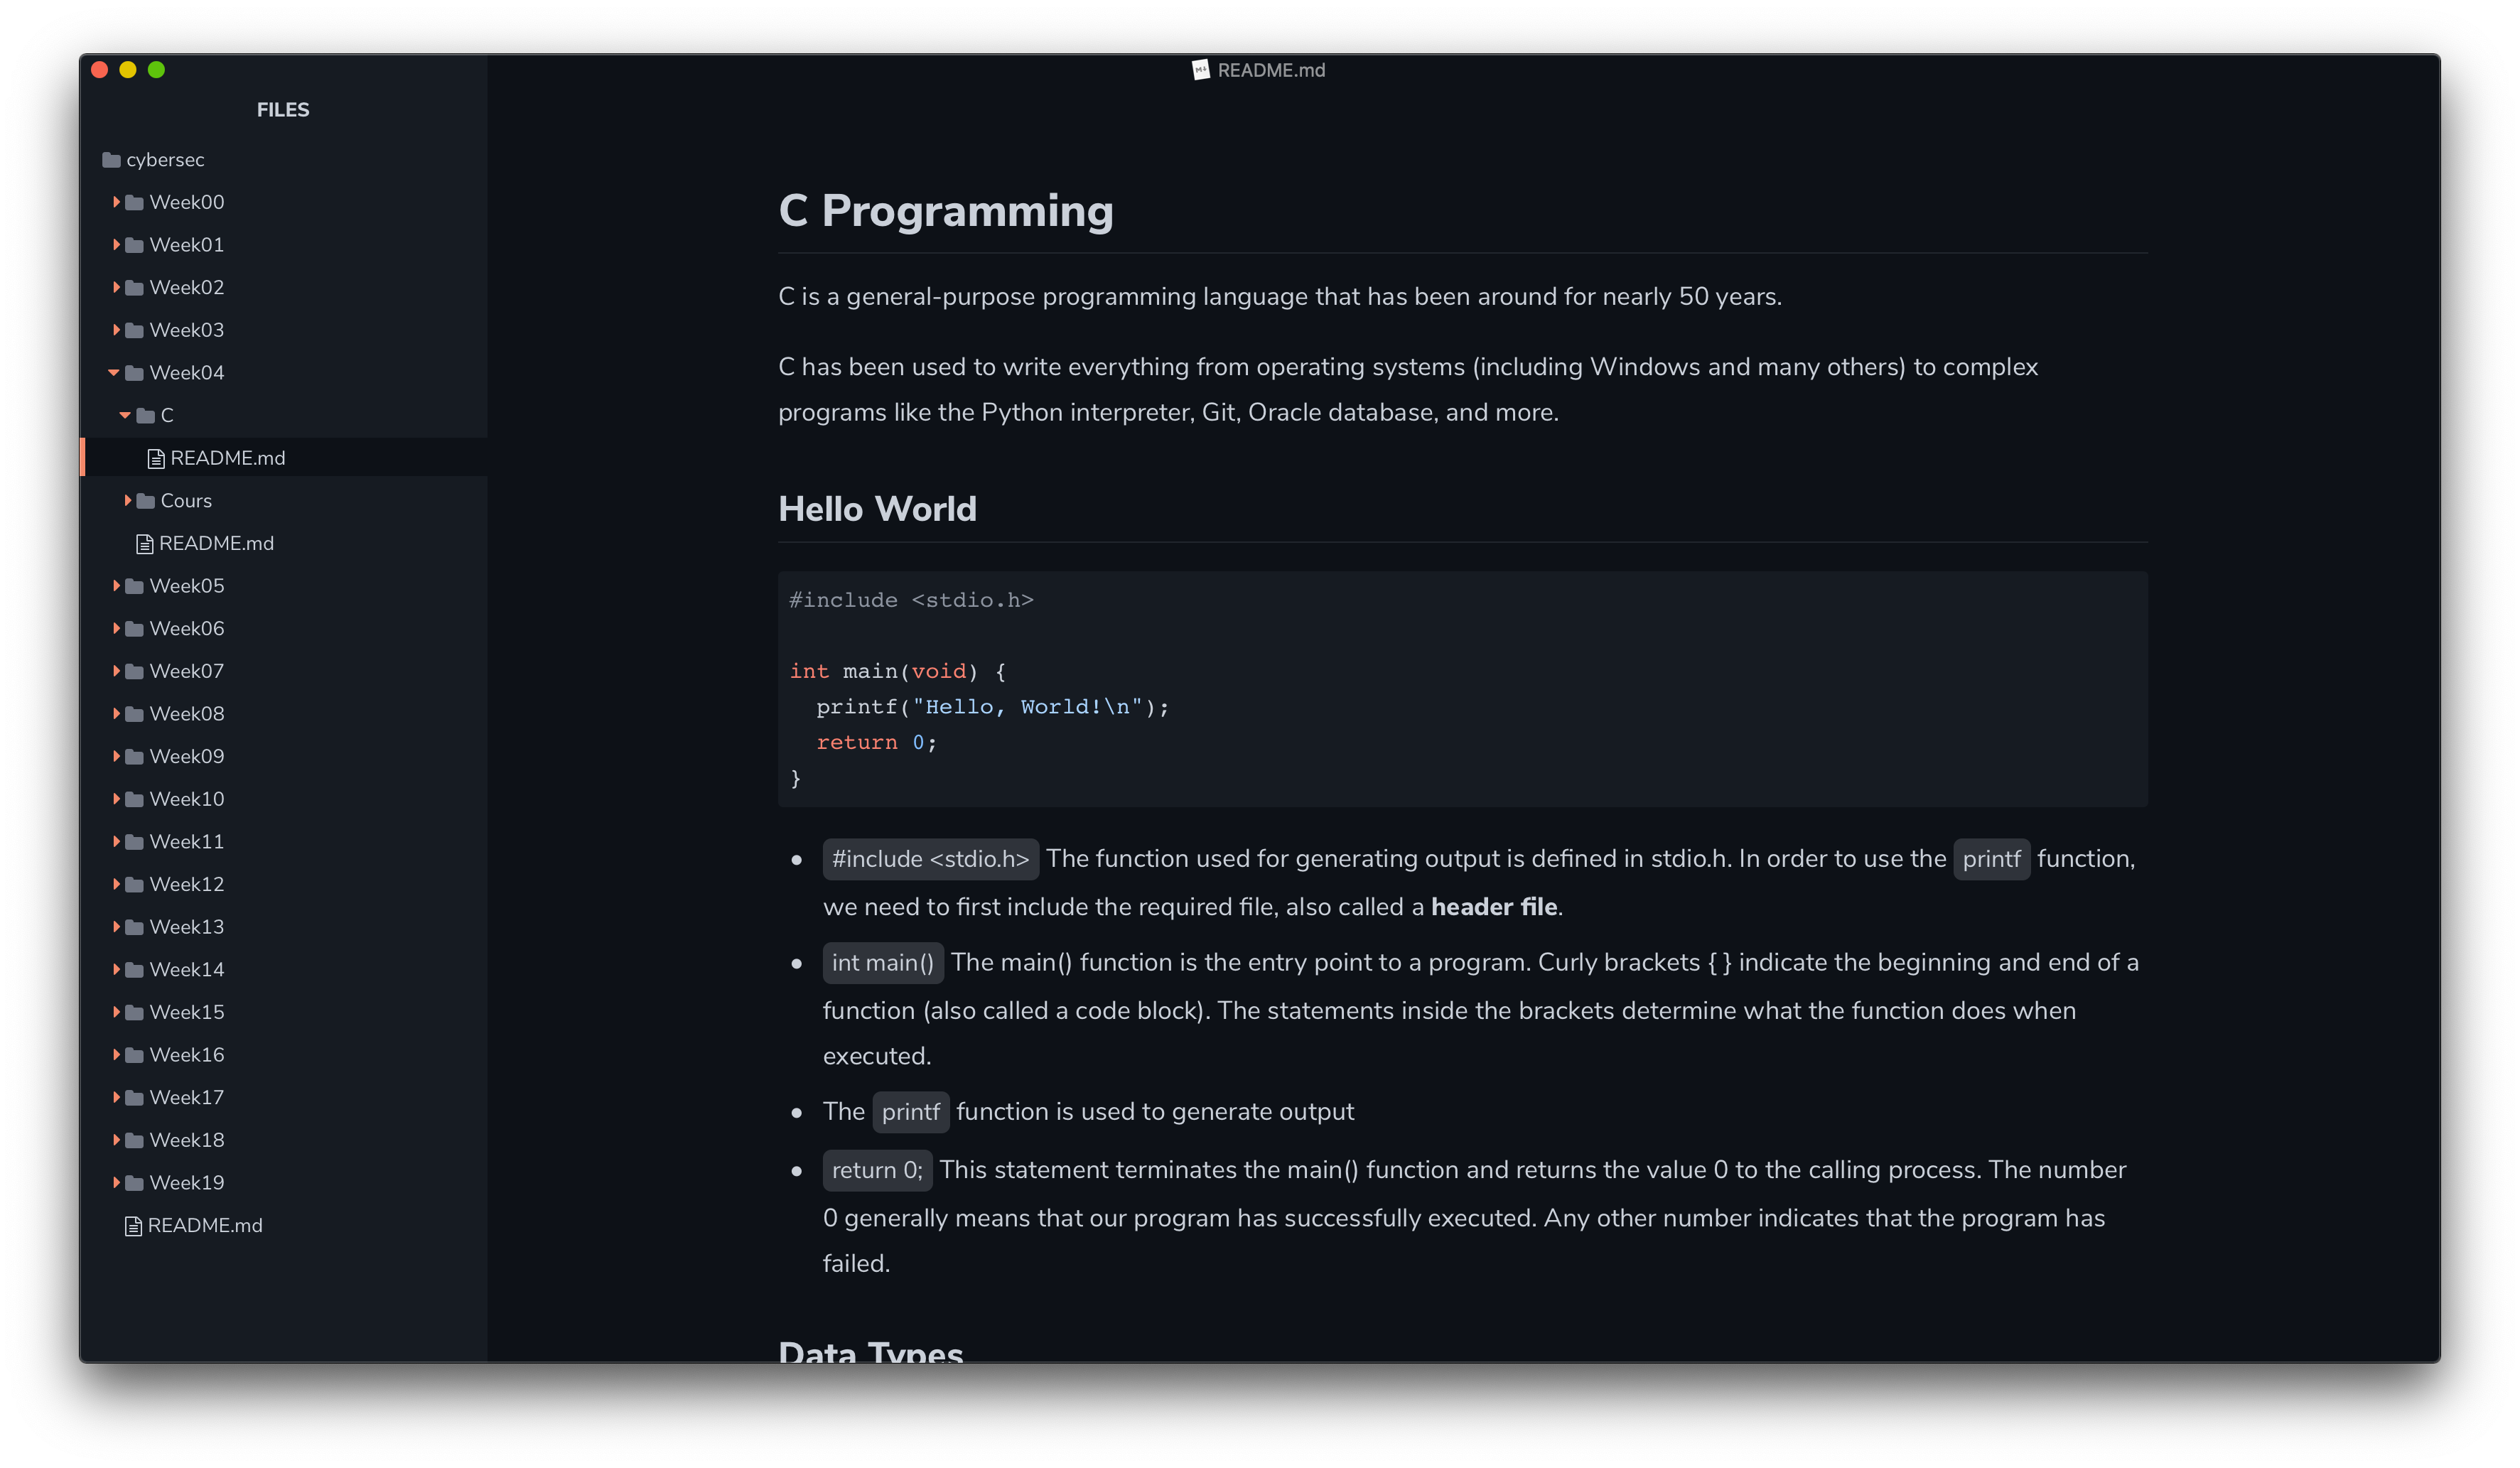 README.md
FILES
cybersec
Week00
Week01
Week02
Week03
Week04
C
README.md
Cours
README.md
Week05
Week06
Week07
Week08
Week09
Week10
Week11
Week12
Week13
Week14
Week15
Week16
Week17
Week18
Week19
README.md
C Programming
C is a general-purpose programming language that has been around for nearly 50 years.
C has been used to write everything from operating systems (including Windows and many others) to complex
programs like the Python interpreter, Git, Oracle database, and more.
Hello World
#include <stdio.h>
int main(void) {
printf("Hello, World!\n");
return 0;
}
#include <stdio.h> The function used for generating output is defined in stdio.h. In order to use the printf function,
we need to first include the required file, also called a header file.
int main() The main() function is the entry point to a program. Curly brackets { } indicate the beginning and end of a
function (also called a code block). The statements inside the brackets determine what the function does when
executed.
The printf function is used to generate output
return 0; This statement terminates the main() function and returns the value 0 to the calling process. The number
0 generally means that our program has successfully executed. Any other number indicates that the program has
failed.
Data Types